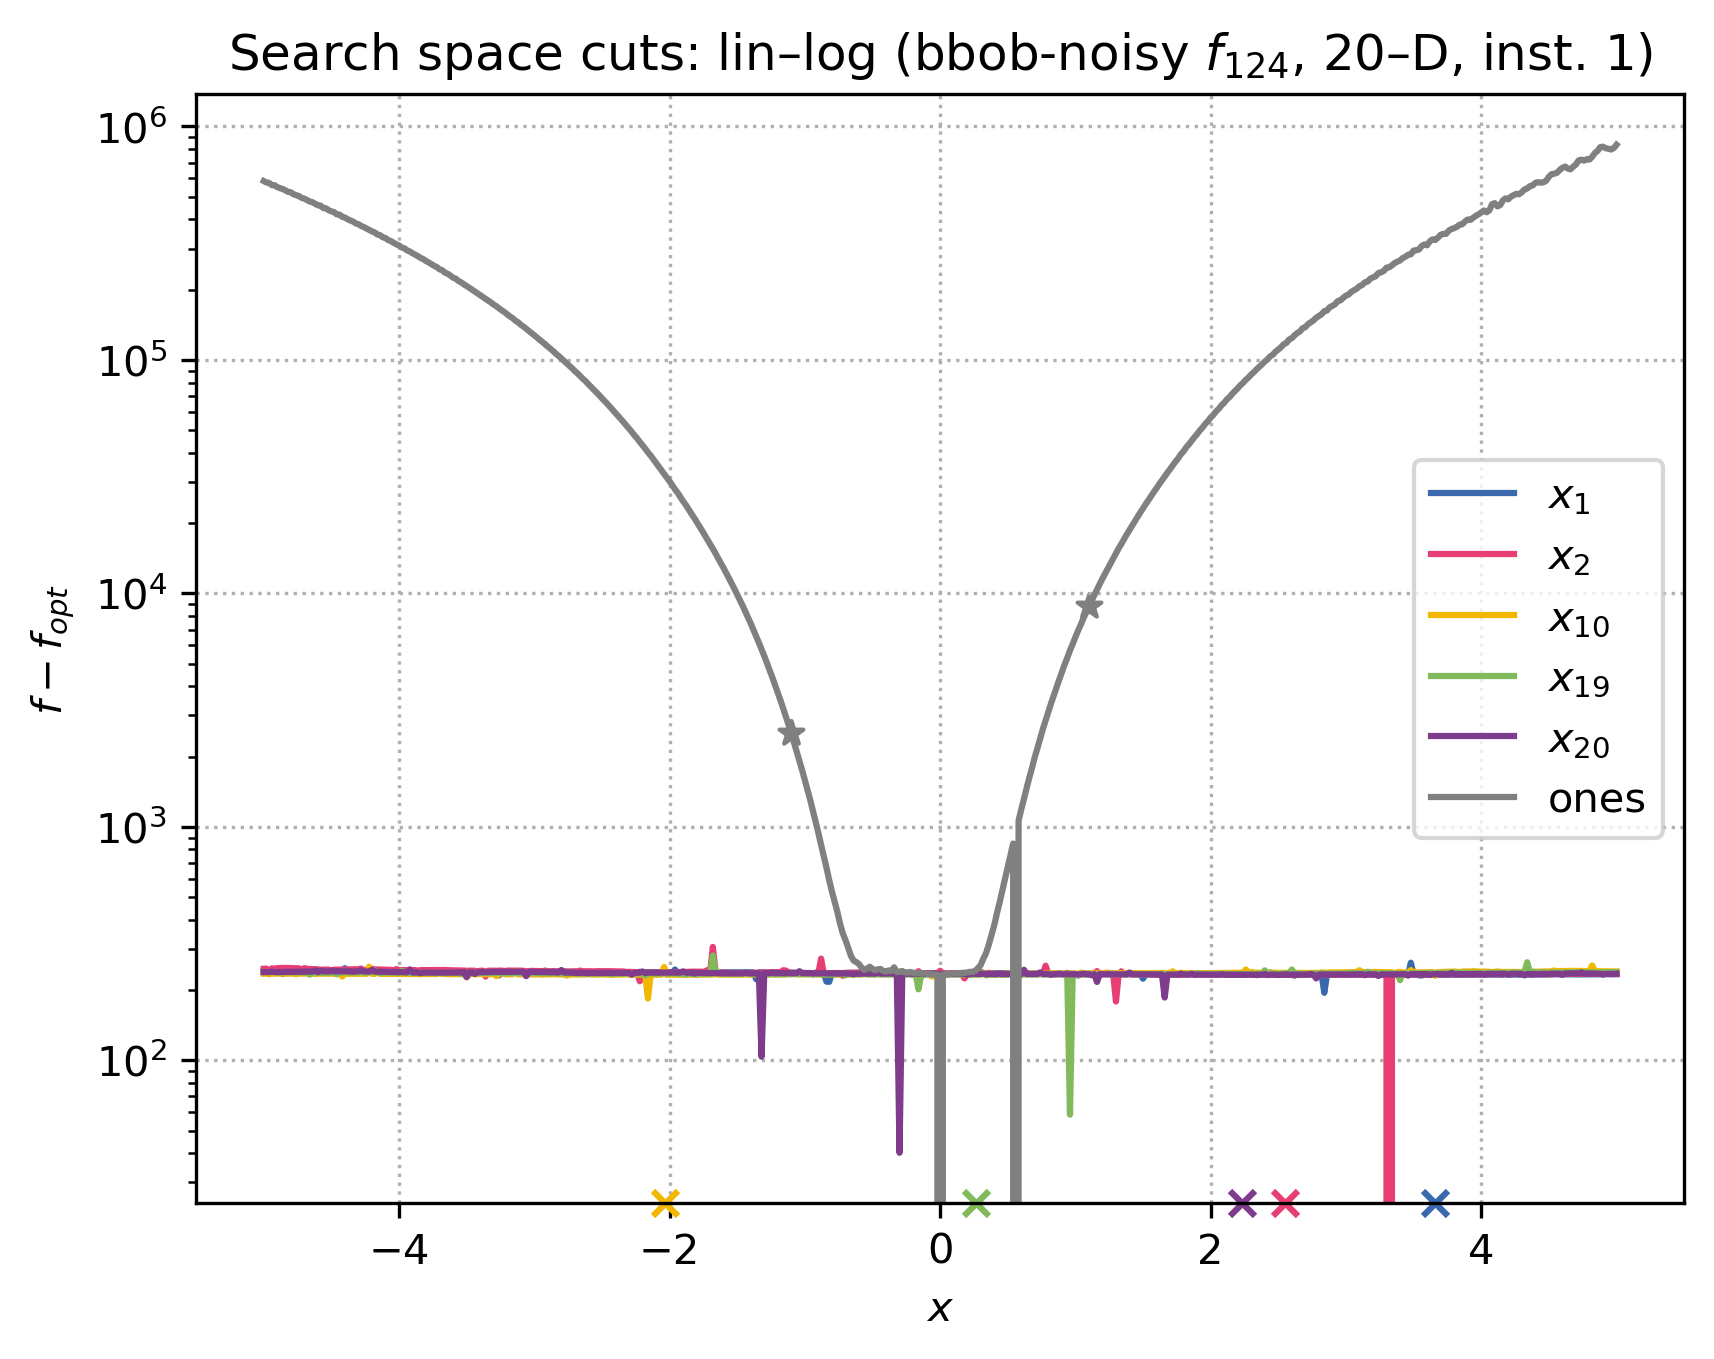 Search space cuts: lin–log (bbob-noisy f124, 20–D, inst. 1)
10^6
10^5
10^4
10^3
10^2
f − fopt
x1
x2
x10
x19
x20
ones
−4 −2 0 2 4
x